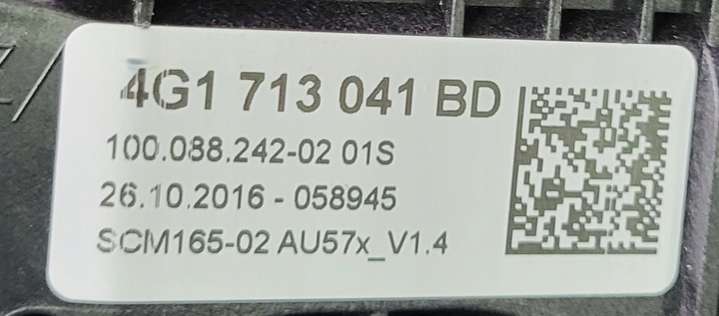 4G1 713 041 BD
100.088.242-02 01S
26.10.2016 - 058945
SCM165-02 AU57x_V1.4